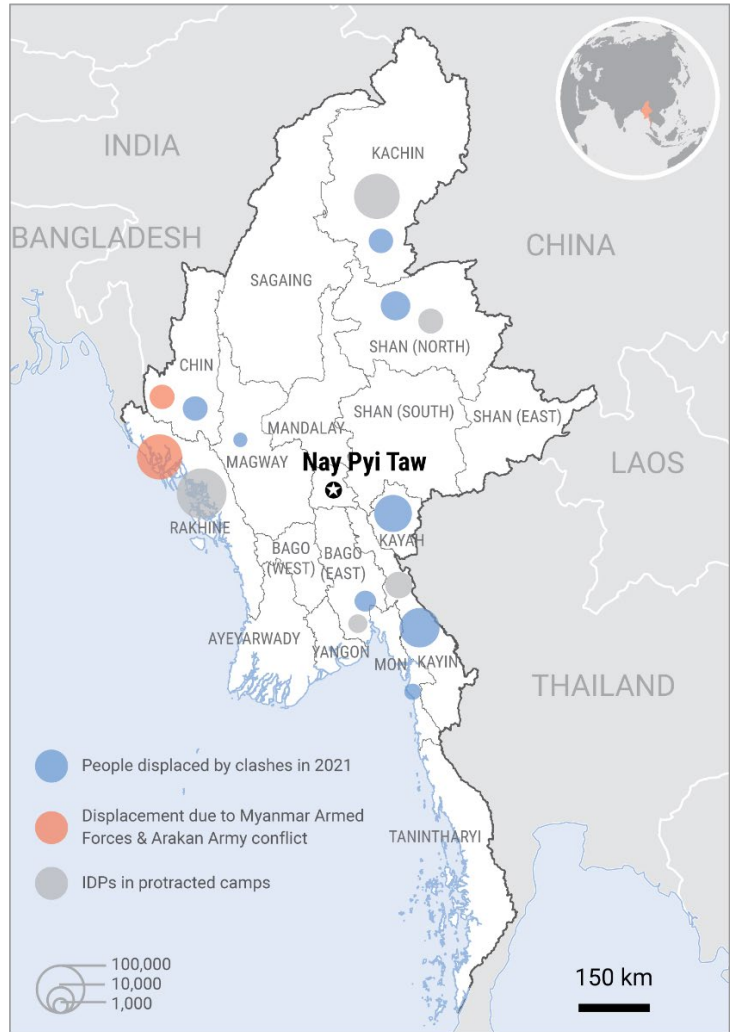 KACHIN
INDIA
BANGLADESH
CHINA
SAGAING
SHAN (NORTH)
CHIN
SHAN (SOUTH)
SHAN (EAST)
MANDALAY
MAGWAY
Nay Pyi Taw
LAOS
RAKHINE
KAYAH
BAGO
(WEST)
BAGO
(EAST)
AYEYARWADY
YANGON
MON
KAYIN
THAILAND
People displaced by clashes in 2021
Displacement due to Myanmar Armed
Forces & Arakan Army conflict
IDPs in protracted camps
TANINTHARYI
100,000
10,000
1,000
150 km